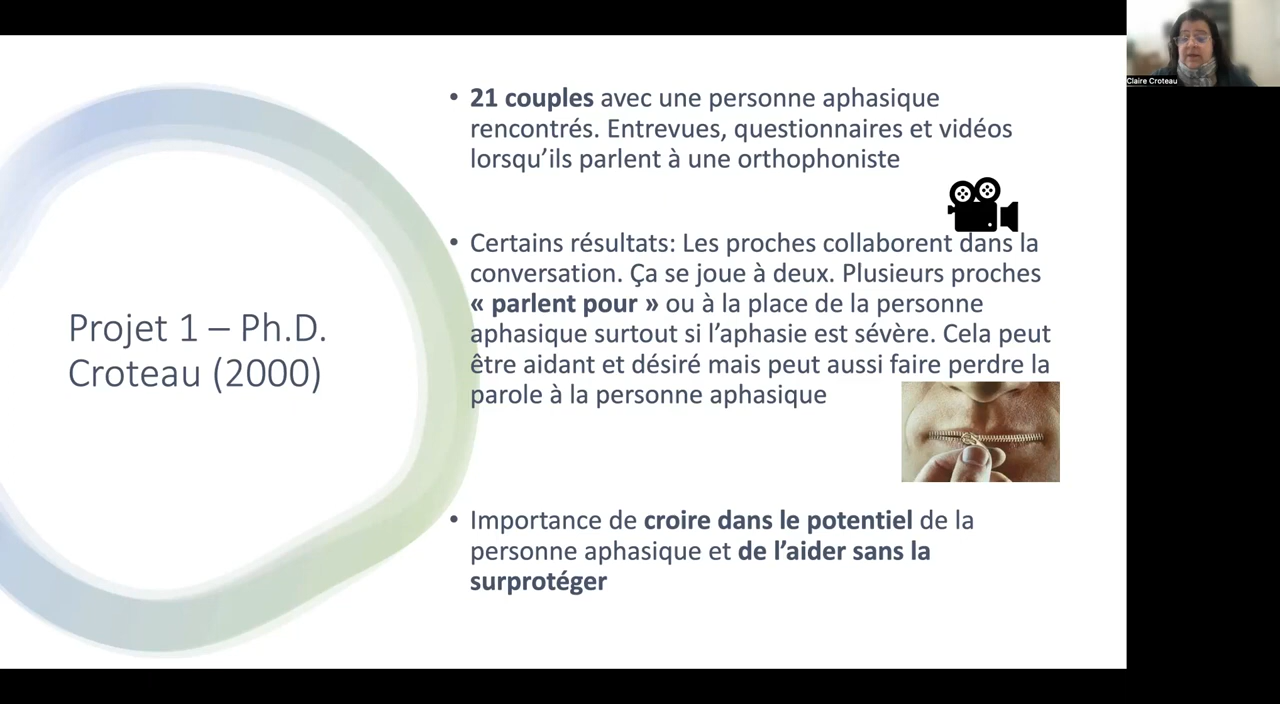 Projet 1 – Ph.D.
Croteau (2000)
• 21 couples avec une personne aphasique
rencontrés. Entrevues, questionnaires et vidéos
lorsqu’ils parlent à une orthophoniste
• Certains résultats: Les proches collaborent dans la
conversation. Ça se joue à deux. Plusieurs proches
« parlent pour » ou à la place de la personne
aphasique surtout si l’aphasie est sévère. Cela peut
être aidant et désiré mais peut aussi faire perdre la
parole à la personne aphasique
• Importance de croire dans le potentiel de la
personne aphasique et de l’aider sans la
surprotéger
Claire Croteau